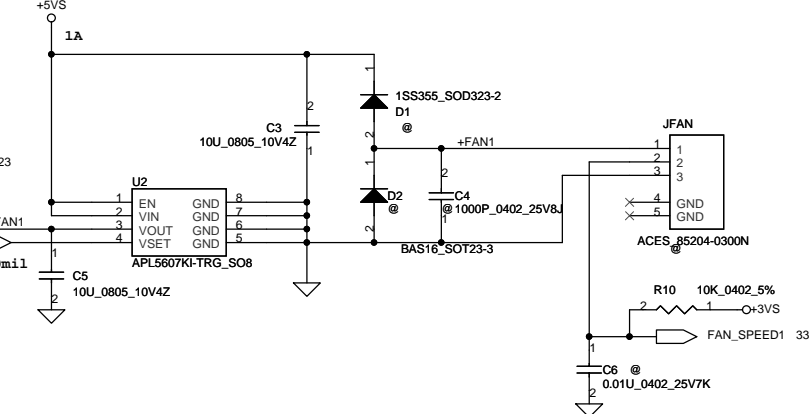 +5VS
1A
1
2
1SS355_SOD323-2
D1
@
C3
10U_0805_10V4Z
1
2
+FAN1
JFAN
1
2
3
1
2
3
4
5
GND
GND
ACES_85204-0300N
@
23
U2
1
2
3
4
EN
VIN
VOUT
VSET
GND
GND
GND
GND
8
7
6
5
APL5607KI-TRG_SO8
1
D2
@
2
2
C4
@
1000P_0402_25V8J
1
BAS16_SOT23-3
FAN1
mil
1
C5
10U_0805_10V4Z
2
R10
10K_0402_5%
2
1
+3VS
FAN_SPEED1
33
1
C6
@
0.01U_0402_25V7K
2